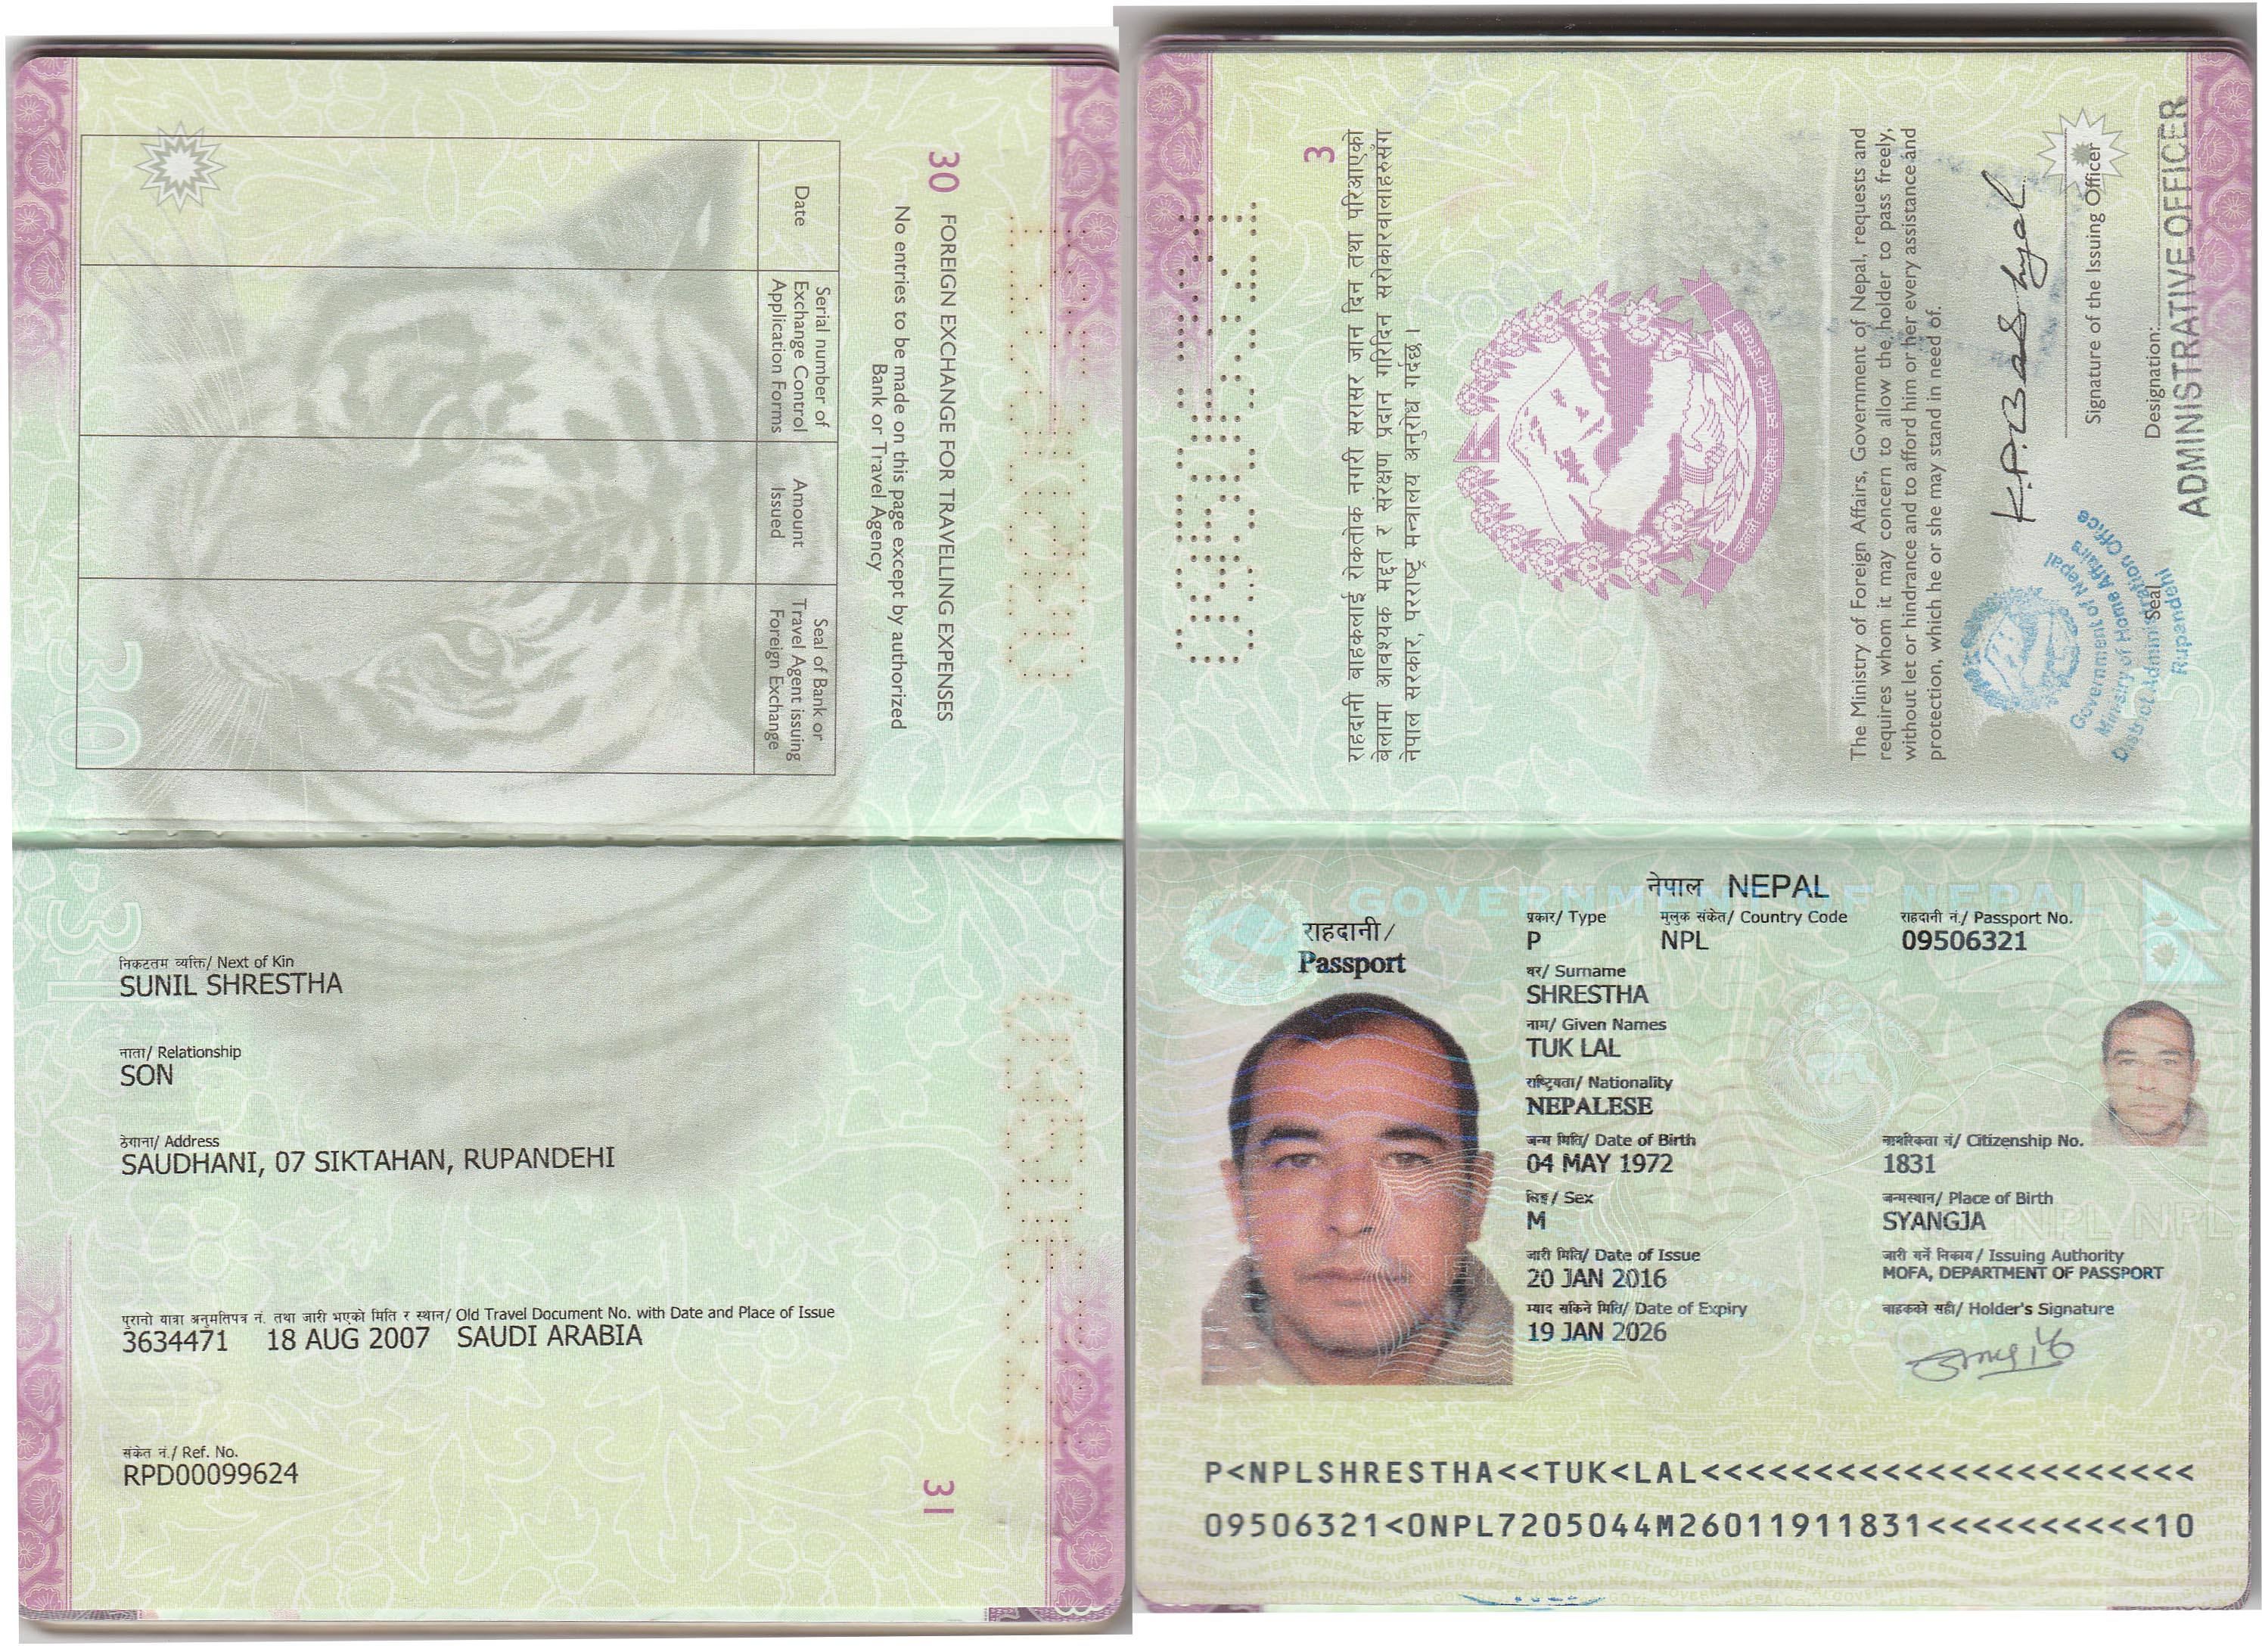 30
FOREIGN EXCHANGE FOR TRAVELLING EXPENSES
No entries to be made on this page except by authorized
Bank or Travel Agency
Date
Serial number of
Exchange Control
Application Forms
Amount
Issued
Seal of Bank or
Travel Agent issuing
Foreign Exchange
30
31
निकटतम व्यक्ति/ Next of Kin
SUNIL SHRESTHA
नाता/ Relationship
SON
ठेगाना/ Address
SAUDHANI, 07 SIKTAHAN, RUPANDEHI
पुरानो यात्रा अनुमतिपत्र नं. तथा जारी भएको मिति र स्थान/ Old Travel Document No. with Date and Place of Issue
3634471 18 AUG 2007 SAUDI ARABIA
संकेत नं./ Ref. No.
RPD00099624
31
3
राहदानी वाहकलाई रोकतोक नगरी सरासर जान दिन तथा परिआएको
बेलामा आवश्यक मद्दत र संरक्षण प्रदान गरिदिन सरोकारवालाहरुसंग
नेपाल सरकार, परराष्ट्र मन्त्रालय अनुरोध गर्दछ ।
The Ministry of Foreign Affairs, Government of Nepal, requests and
requires whom it may concern to allow the holder to pass freely,
without let or hindrance and to afford him or her every assistance and
protection, which he or she may stand in need of.
Signature of the Issuing Officer
Designation:
ADMINISTRATIVE OFFICER
Seal
Government of Nepal
Ministry of Home Affairs
District Administration Office
Rupandehi
GOVERNMENT OF NEPAL
नेपाल NEPAL
राहदानी/
Passport
प्रकार/ Type मुलुक संकेत/ Country Code राहदानी नं./ Passport No.
P NPL 09506321
थर/ Surname
SHRESTHA
नाम/ Given Names
TUK LAL
राष्ट्रियता/ Nationality
NEPALESE
जन्म मिति/ Date of Birth नागरिकता नं/ Citizenship No.
04 MAY 1972 1831
लिङ्ग/ Sex जन्मस्थान/ Place of Birth
M SYANGJA
जारी मिति/ Date of Issue जारी गर्ने निकाय/ Issuing Authority
20 JAN 2016 MOFA, DEPARTMENT OF PASSPORT
म्याद सकिने मिति/ Date of Expiry वाहकको सही/ Holder's Signature
19 JAN 2026
P<NPLSHRESTHA<<TUK<LAL<<<<<<<<<<<<<<<<<<<<<<
09506321<0NPL7205044M26011911831<<<<<<<<<<10